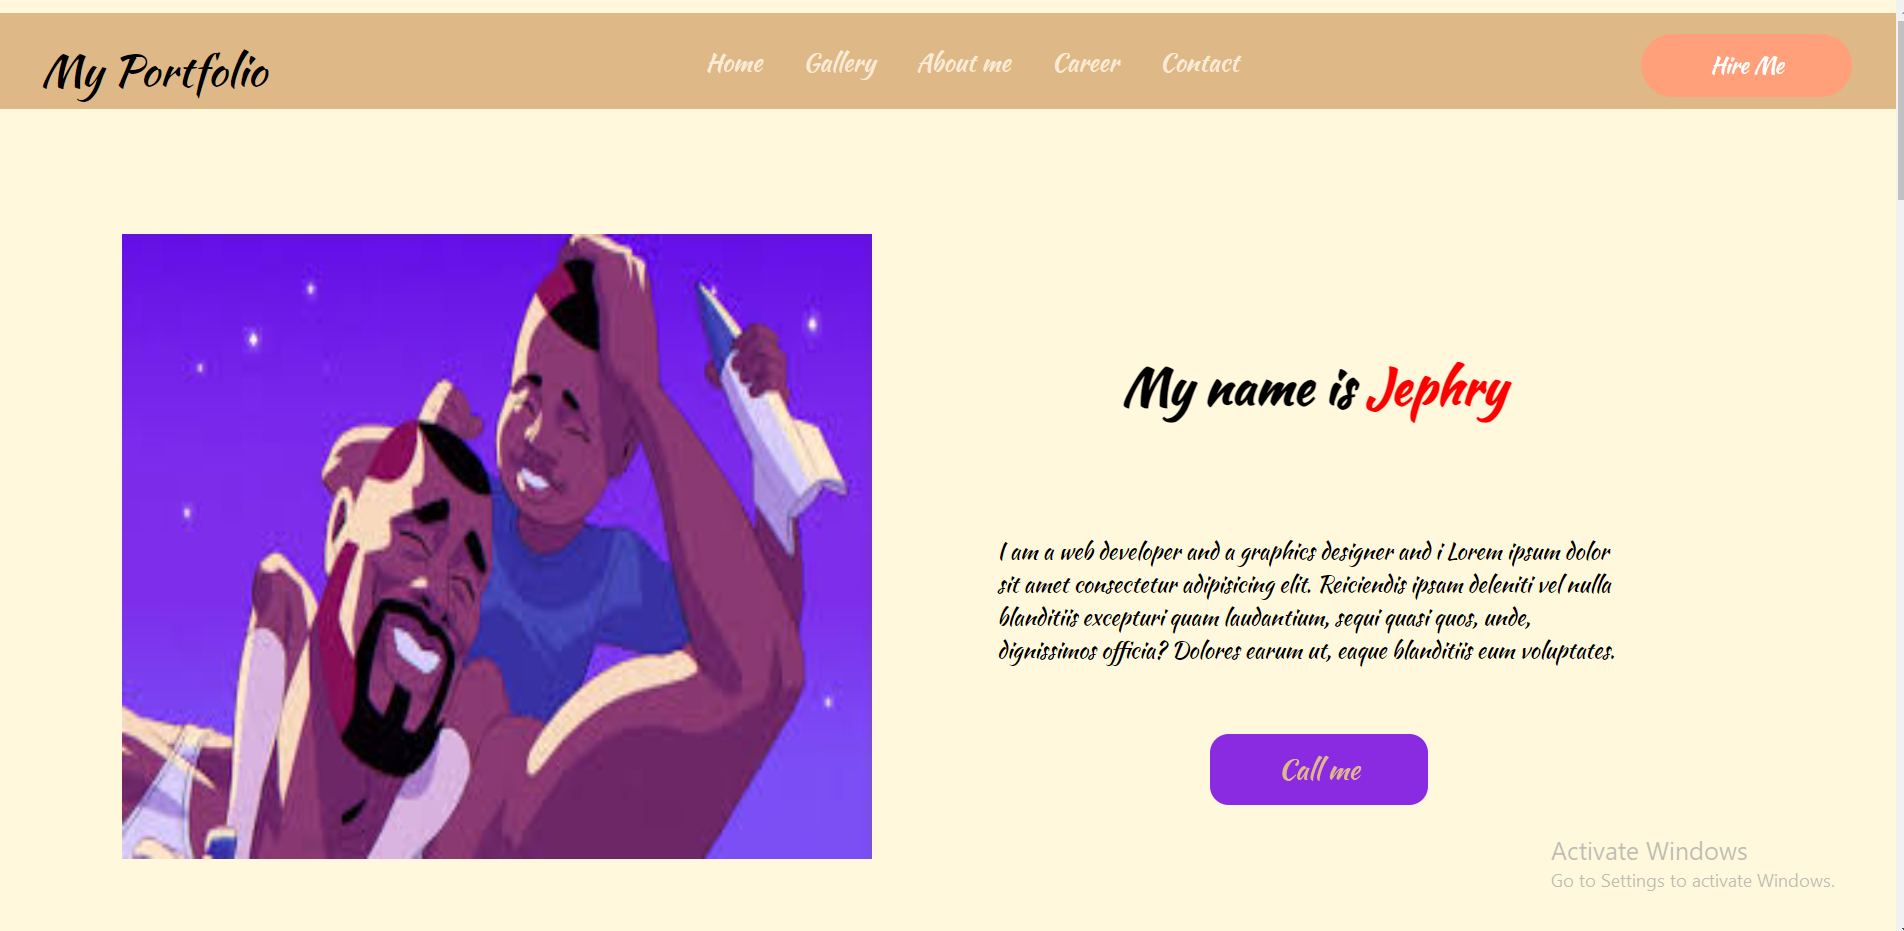 My Portfolio
Home Gallery About me Career Contact
Hire Me
My name is Jephry
I am a web developer and a graphics designer and i Lorem ipsum dolor
sit amet consectetur adipisicing elit. Reiciendis ipsam deleniti vel nulla
blanditiis excepturi quam laudantium, sequi quasi quos, unde,
dignissimos officia? Dolores earum ut, eaque blanditiis eum voluptates.
Call me
Activate Windows
Go to Settings to activate Windows.